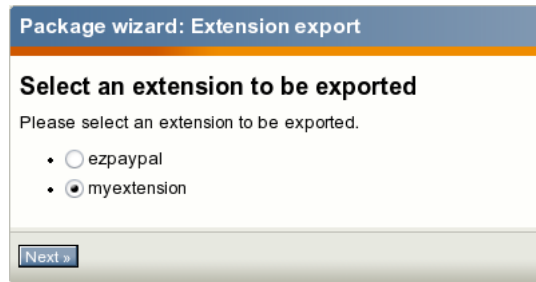 Package wizard: Extension export
Select an extension to be exported
Please select an extension to be exported.
ezpaypal
myextension
Next »